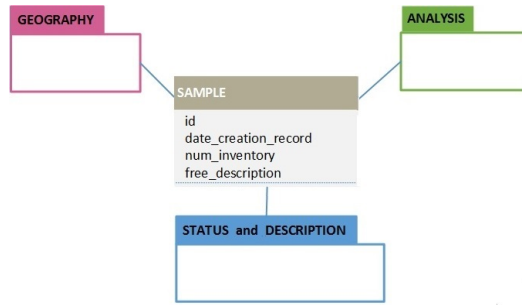 GEOGRAPHY
ANALYSIS
SAMPLE
id
date_creation_record
num_inventory
free_description
STATUS and DESCRIPTION